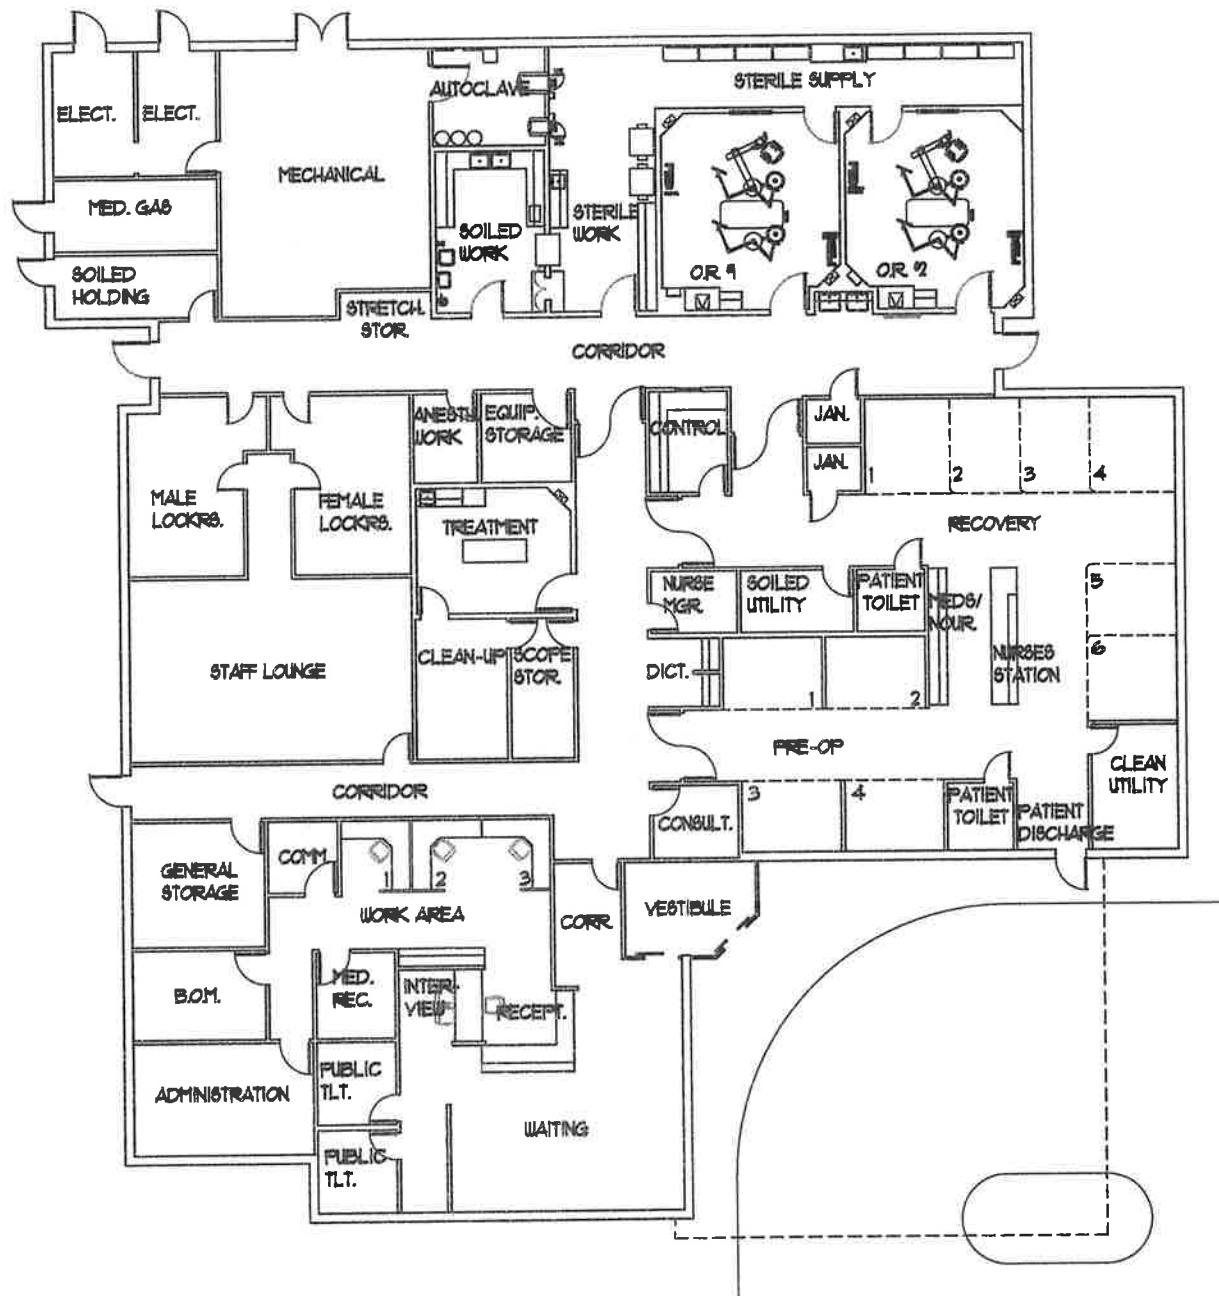 ELECT.
ELECT.
AUTOCLAVE
STERILE SUPPLY
MECHANICAL
MED. GAS
SOILED
WORK
STERILE
WORK
SOILED
HOLDING
O.R. 1
O.R. 2
STRETCH.
STOR.
CORRIDOR
ANESTH.
WORK
EQUIP.
STORAGE
CONTROL
JAN.
JAN.
1
2
3
4
MALE
LOCKRS.
FEMALE
LOCKRS.
TREATMENT
RECOVERY
NURSE
MGR.
SOILED
UTILITY
PATIENT
TOILET
MEDS/
NOUR.
5
6
STAFF LOUNGE
CLEAN-UP
SCOPE
STOR.
DICT.
1
2
NURSES
STATION
PRE-OP
CLEAN
UTILITY
CORRIDOR
CONSULT.
3
4
PATIENT
TOILET
PATIENT
DISCHARGE
GENERAL
STORAGE
COMM.
1
2
3
WORK AREA
CORR.
VESTIBULE
B.O.M.
MED.
REC.
INTER-
VIEW
RECEPT.
ADMINISTRATION
PUBLIC
TLT.
WAITING
PUBLIC
TLT.